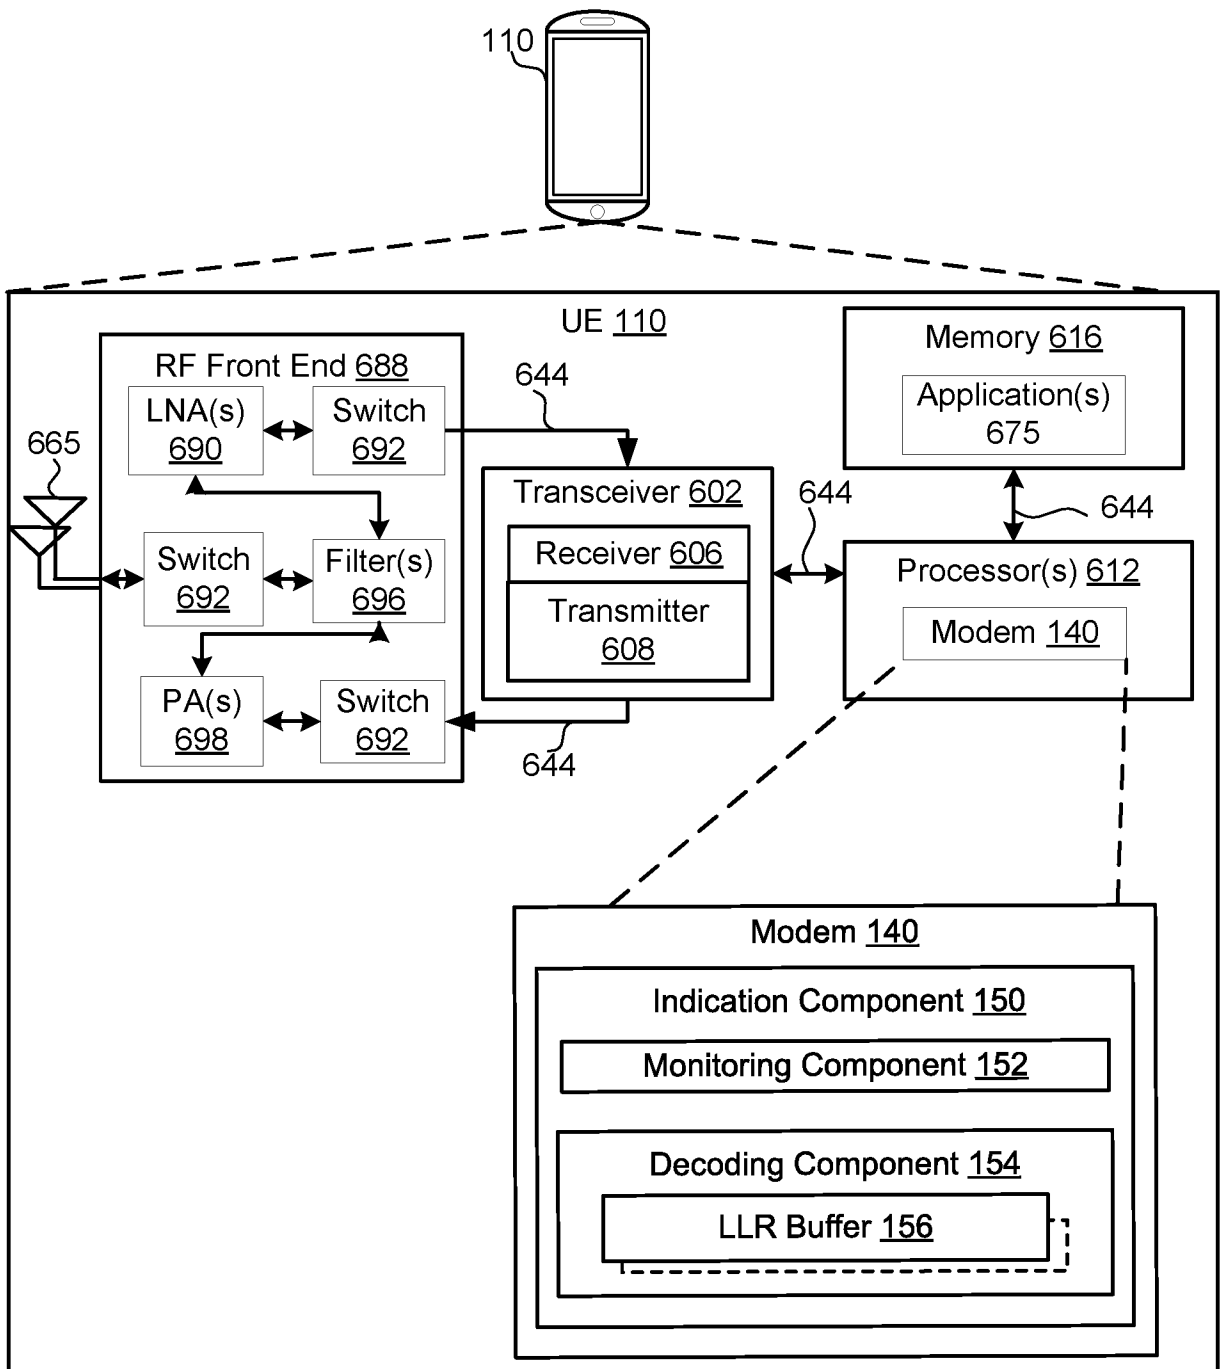 110
UE 110
RF Front End 688
LNA(s)
690
Switch
692
644
665
Switch
692
Filter(s)
696
PA(s)
698
Switch
692
644
Transceiver 602
Receiver 606
Transmitter
608
644
Memory 616
Application(s)
675
644
Processor(s) 612
Modem 140
Modem 140
Indication Component 150
Monitoring Component 152
Decoding Component 154
LLR Buffer 156